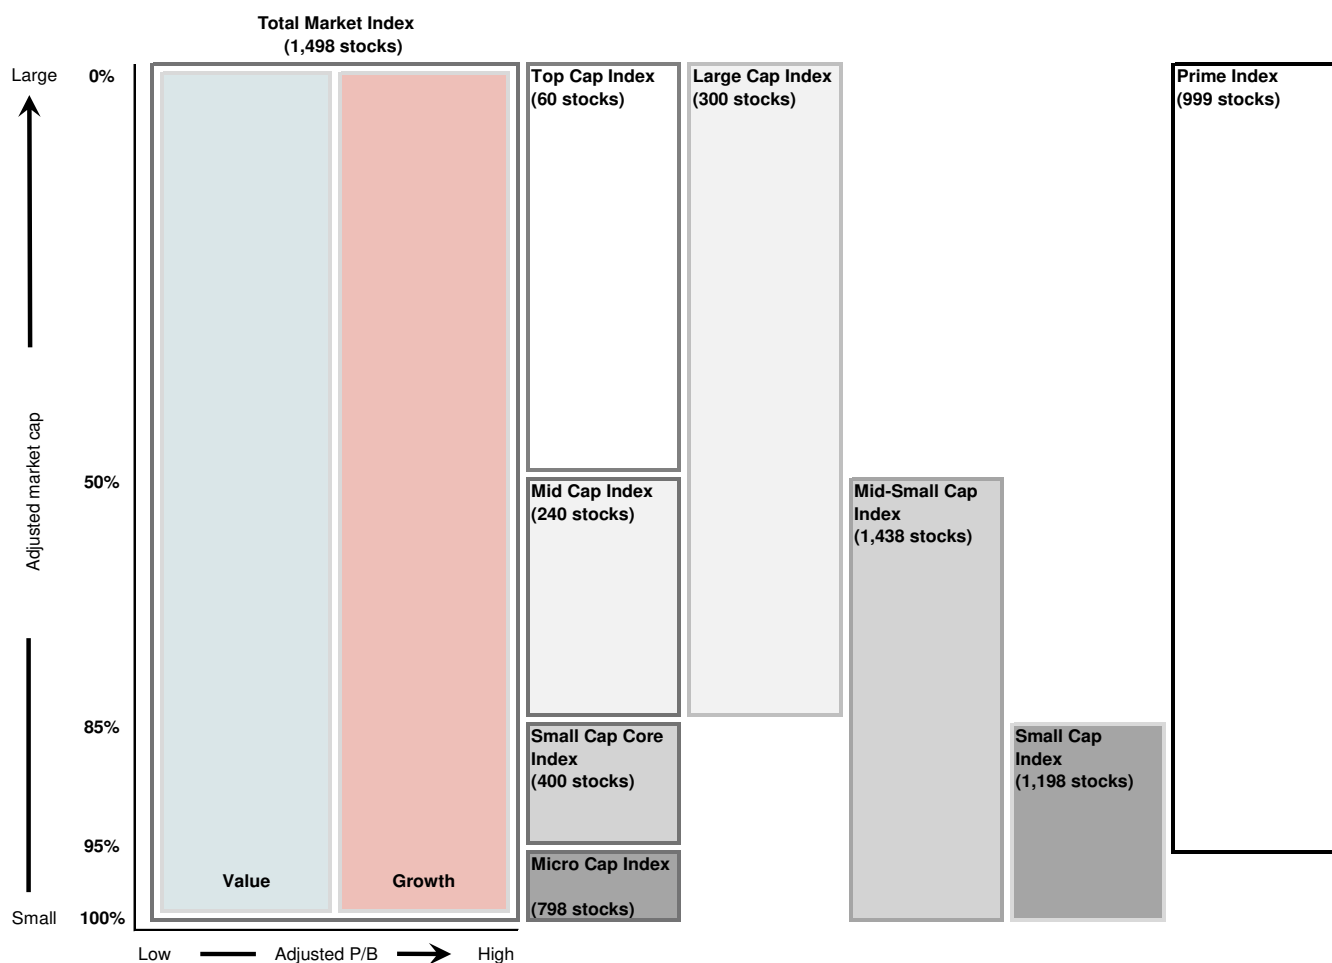 Total Market Index
(1,498 stocks)
Large
0%
Top Cap Index
(60 stocks)
Large Cap Index
(300 stocks)
Prime Index
(999 stocks)
Adjusted market cap
50%
Mid Cap Index
(240 stocks)
Mid-Small Cap
Index
(1,438 stocks)
85%
Small Cap Core
Index
(400 stocks)
Small Cap
Index
(1,198 stocks)
95%
Micro Cap Index
(798 stocks)
Value
Growth
Small
100%
Low
Adjusted P/B
High